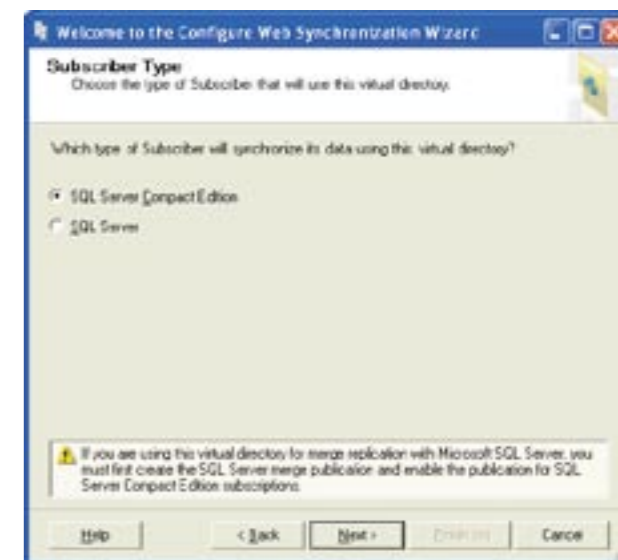 Welcome to the Configure Web Synchronization Wizard
Subscriber Type
Choose the type of Subscriber that will use this virtual directory.
Which type of Subscriber will synchronize its data using this virtual directory?
SQL Server Compact Edition
SQL Server
If you are using this virtual directory for merge replication with Microsoft SQL Server, you
must first create the SQL Server merge publication and enable the publication for SQL
Server Compact Edition subscriptions.
Help
< Back
Next >
Cancel